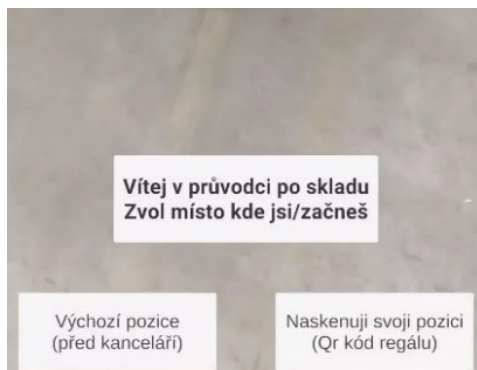 Vítej v průvodci po skladu
Zvol místo kde jsi/začneš
Výchozí pozice
(před kanceláří)
Naskenuji svoji pozici
(Qr kód regálu)